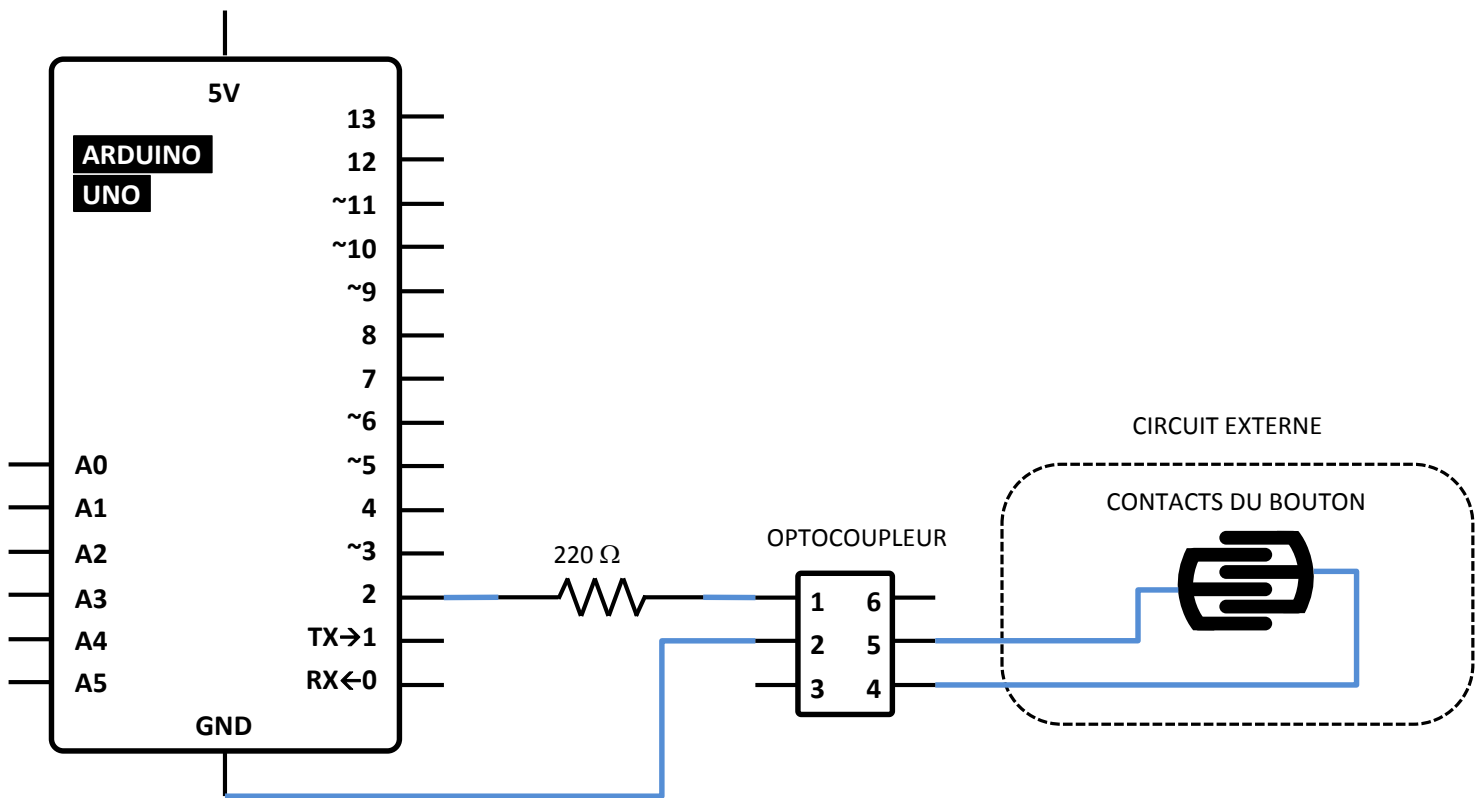 5V
ARDUINO
UNO
13
12
~11
~10
~9
8
7
~6
~5
4
~3
2
TX→1
RX←0
A0
A1
A2
A3
A4
A5
GND
220 Ω
OPTOCOUPLEUR
1 6
2 5
3 4
CIRCUIT EXTERNE
CONTACTS DU BOUTON